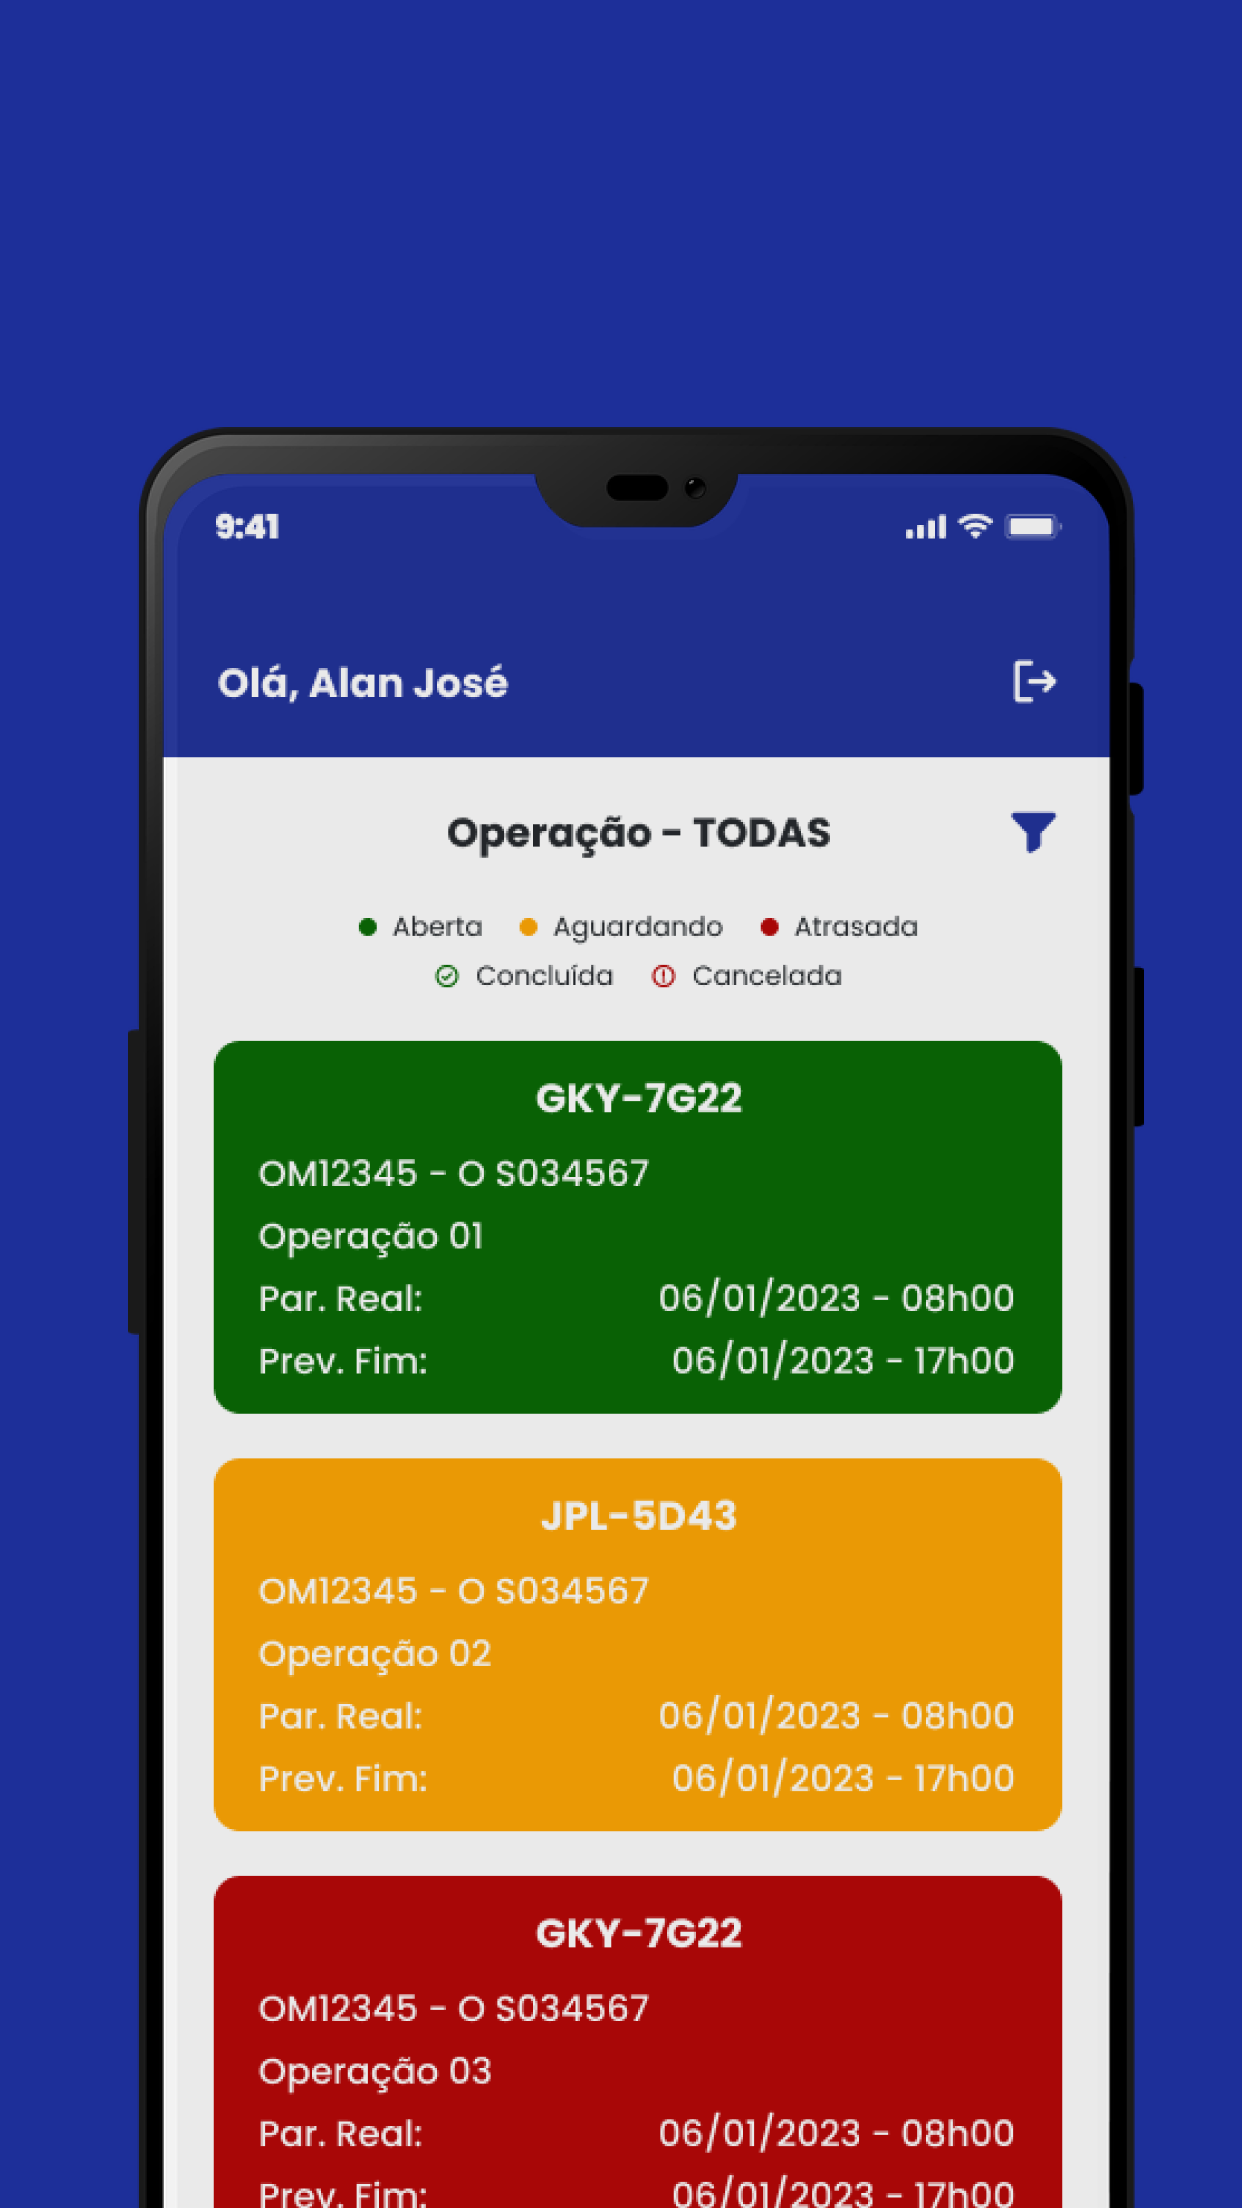 9:41
Olá, Alan José
Operação - TODAS
Aberta Aguardando Atrasada
Concluída Cancelada
GKY-7G22
OM12345 - O S034567
Operação 01
Par. Real: 06/01/2023 - 08h00
Prev. Fim: 06/01/2023 - 17h00
JPL-5D43
OM12345 - O S034567
Operação 02
Par. Real: 06/01/2023 - 08h00
Prev. Fim: 06/01/2023 - 17h00
GKY-7G22
OM12345 - O S034567
Operação 03
Par. Real: 06/01/2023 - 08h00
Prev. Fim: 06/01/2023 - 17h00